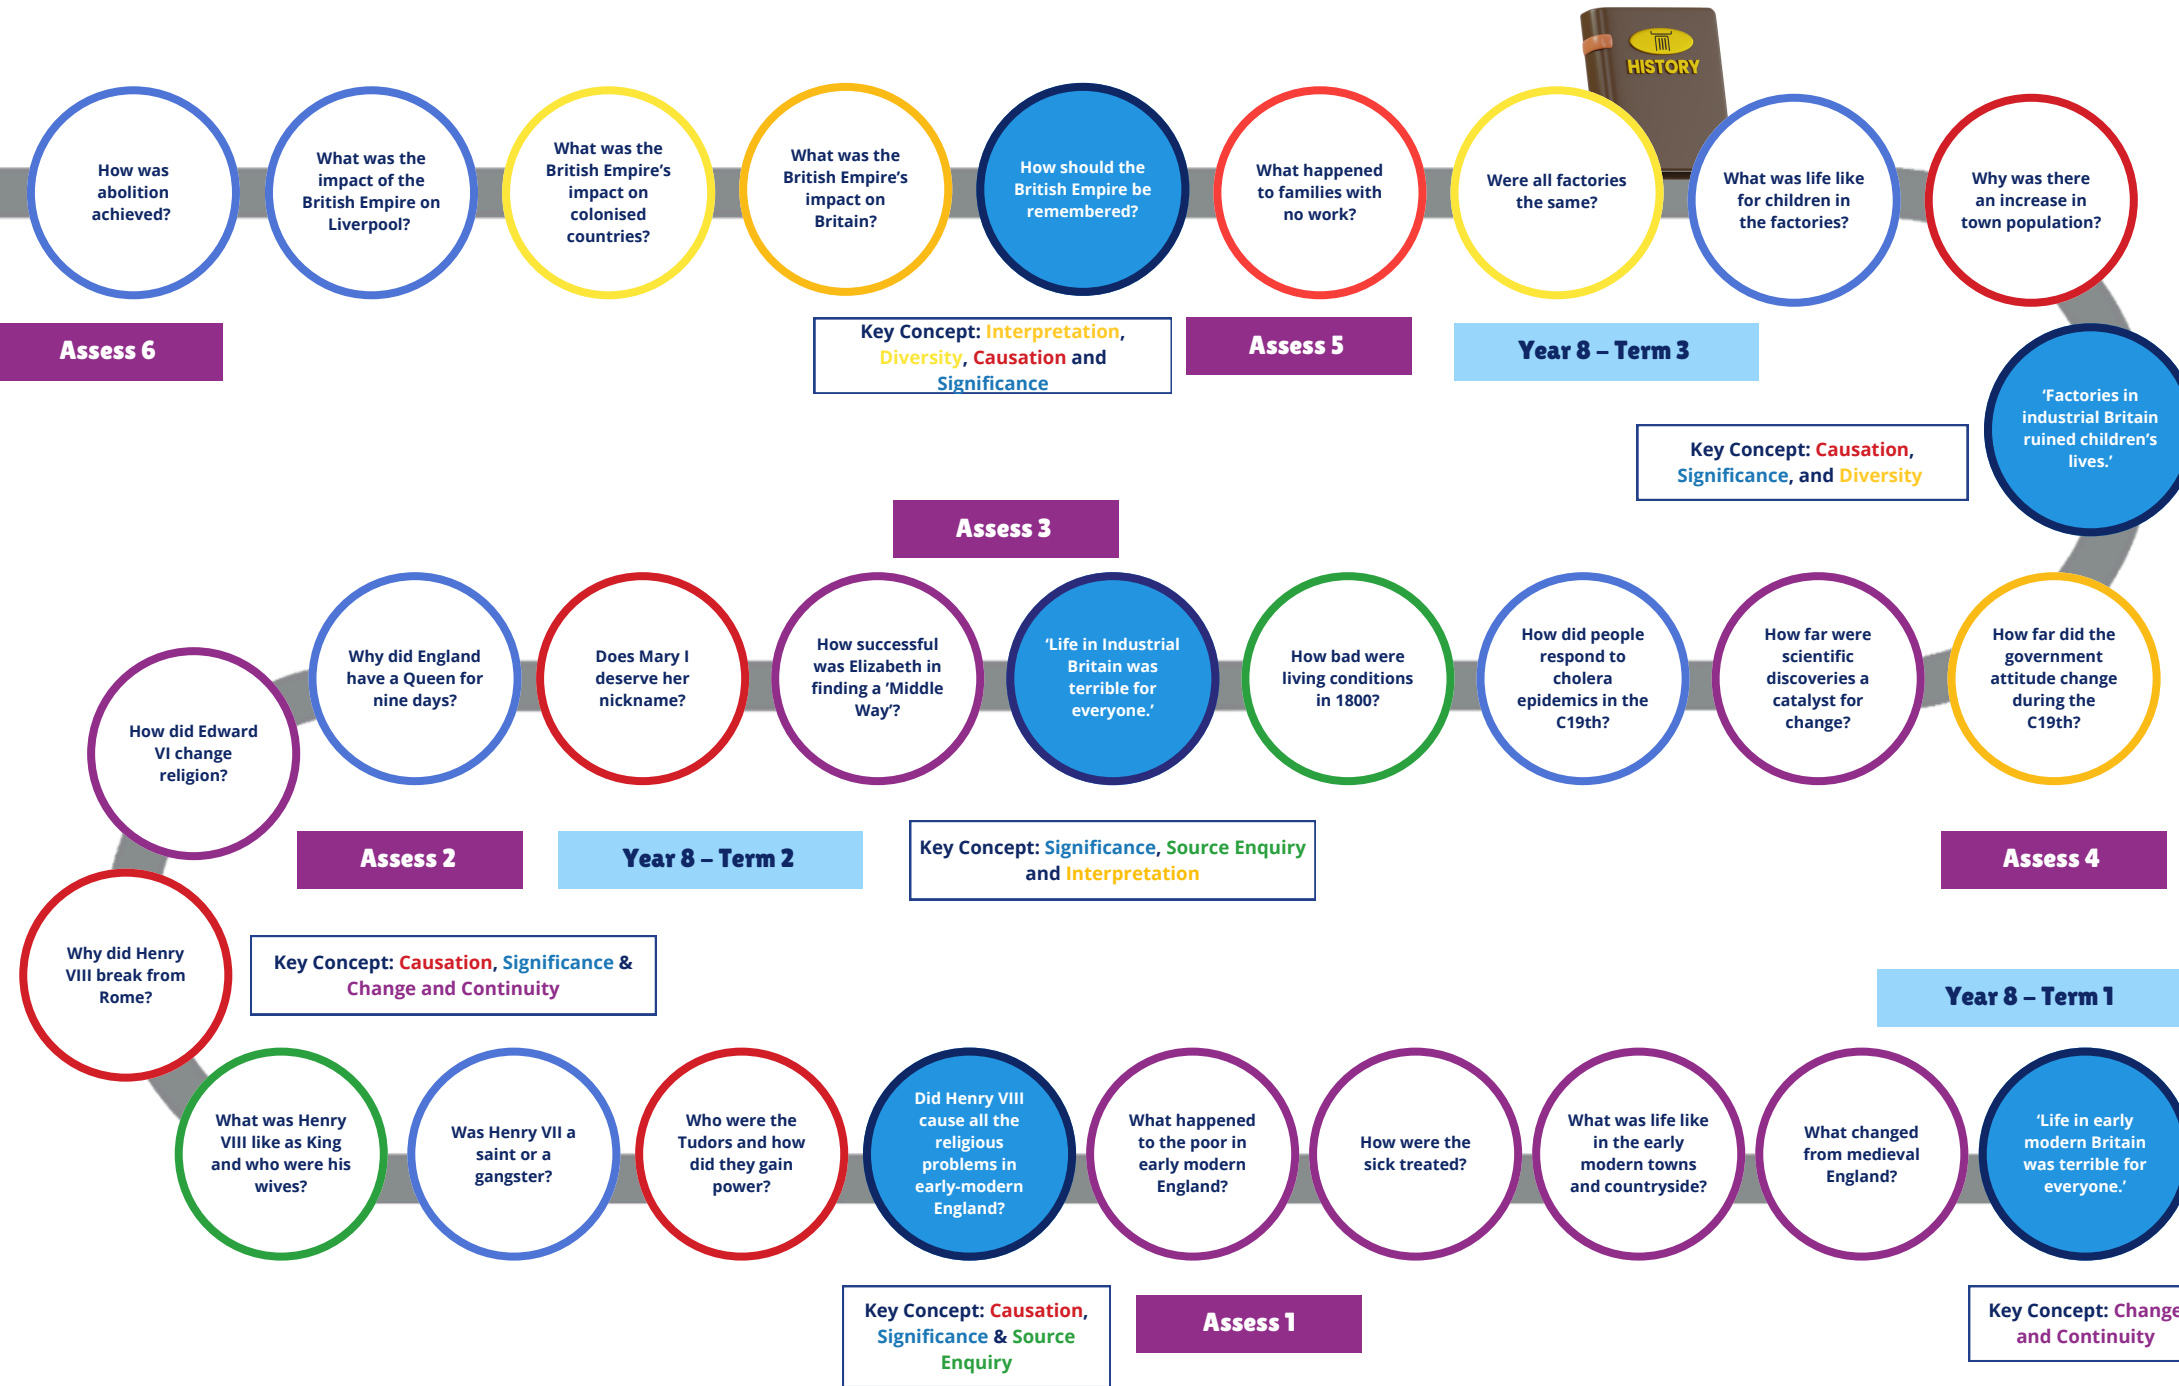 HISTORY
How was
abolition
achieved?
What was the
impact of the
British Empire on
Liverpool?
What was the
British Empire's
impact on
colonised
countries?
What was the
British Empire's
impact on
Britain?
How should the
British Empire be
remembered?
What happened
to families with
no work?
Were all factories
the same?
What was life like
for children in
the factories?
Why was there
an increase in
town population?
Assess 6
Key Concept: Interpretation,
Diversity, Causation and
Significance
Assess 5
Year 8 – Term 3
'Factories in
industrial Britain
ruined children's
lives.'
Key Concept: Causation,
Significance, and Diversity
Assess 3
How did Edward
VI change
religion?
Why did England
have a Queen for
nine days?
Does Mary I
deserve her
nickname?
How successful
was Elizabeth in
finding a 'Middle
Way'?
'Life in Industrial
Britain was
terrible for
everyone.'
How bad were
living conditions
in 1800?
How did people
respond to
cholera
epidemics in the
C19th?
How far were
scientific
discoveries a
catalyst for
change?
How far did the
government
attitude change
during the
C19th?
Assess 2
Year 8 – Term 2
Key Concept: Significance, Source Enquiry
and Interpretation
Assess 4
Why did Henry
VIII break from
Rome?
Key Concept: Causation, Significance &
Change and Continuity
Year 8 – Term 1
What was Henry
VIII like as King
and who were his
wives?
Was Henry VII a
saint or a
gangster?
Who were the
Tudors and how
did they gain
power?
Did Henry VIII
cause all the
religious
problems in
early-modern
England?
What happened
to the poor in
early modern
England?
How were the
sick treated?
What was life like
in the early
modern towns
and countryside?
What changed
from medieval
England?
'Life in early
modern Britain
was terrible for
everyone.'
Key Concept: Causation,
Significance & Source
Enquiry
Assess 1
Key Concept: Change
and Continuity